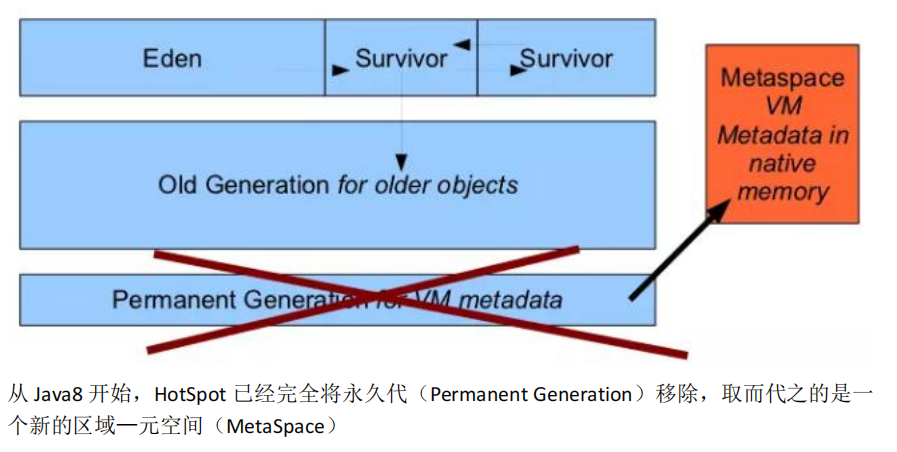 Eden
Survivor
Survivor
Metaspace
VM
Metadata in
native
memory
Old Generation for older objects
Permanent Generation for VM metadata
从 Java8 开始，HotSpot 已经完全将永久代（Permanent Generation）移除，取而代之的是一
个新的区域—元空间（MetaSpace）